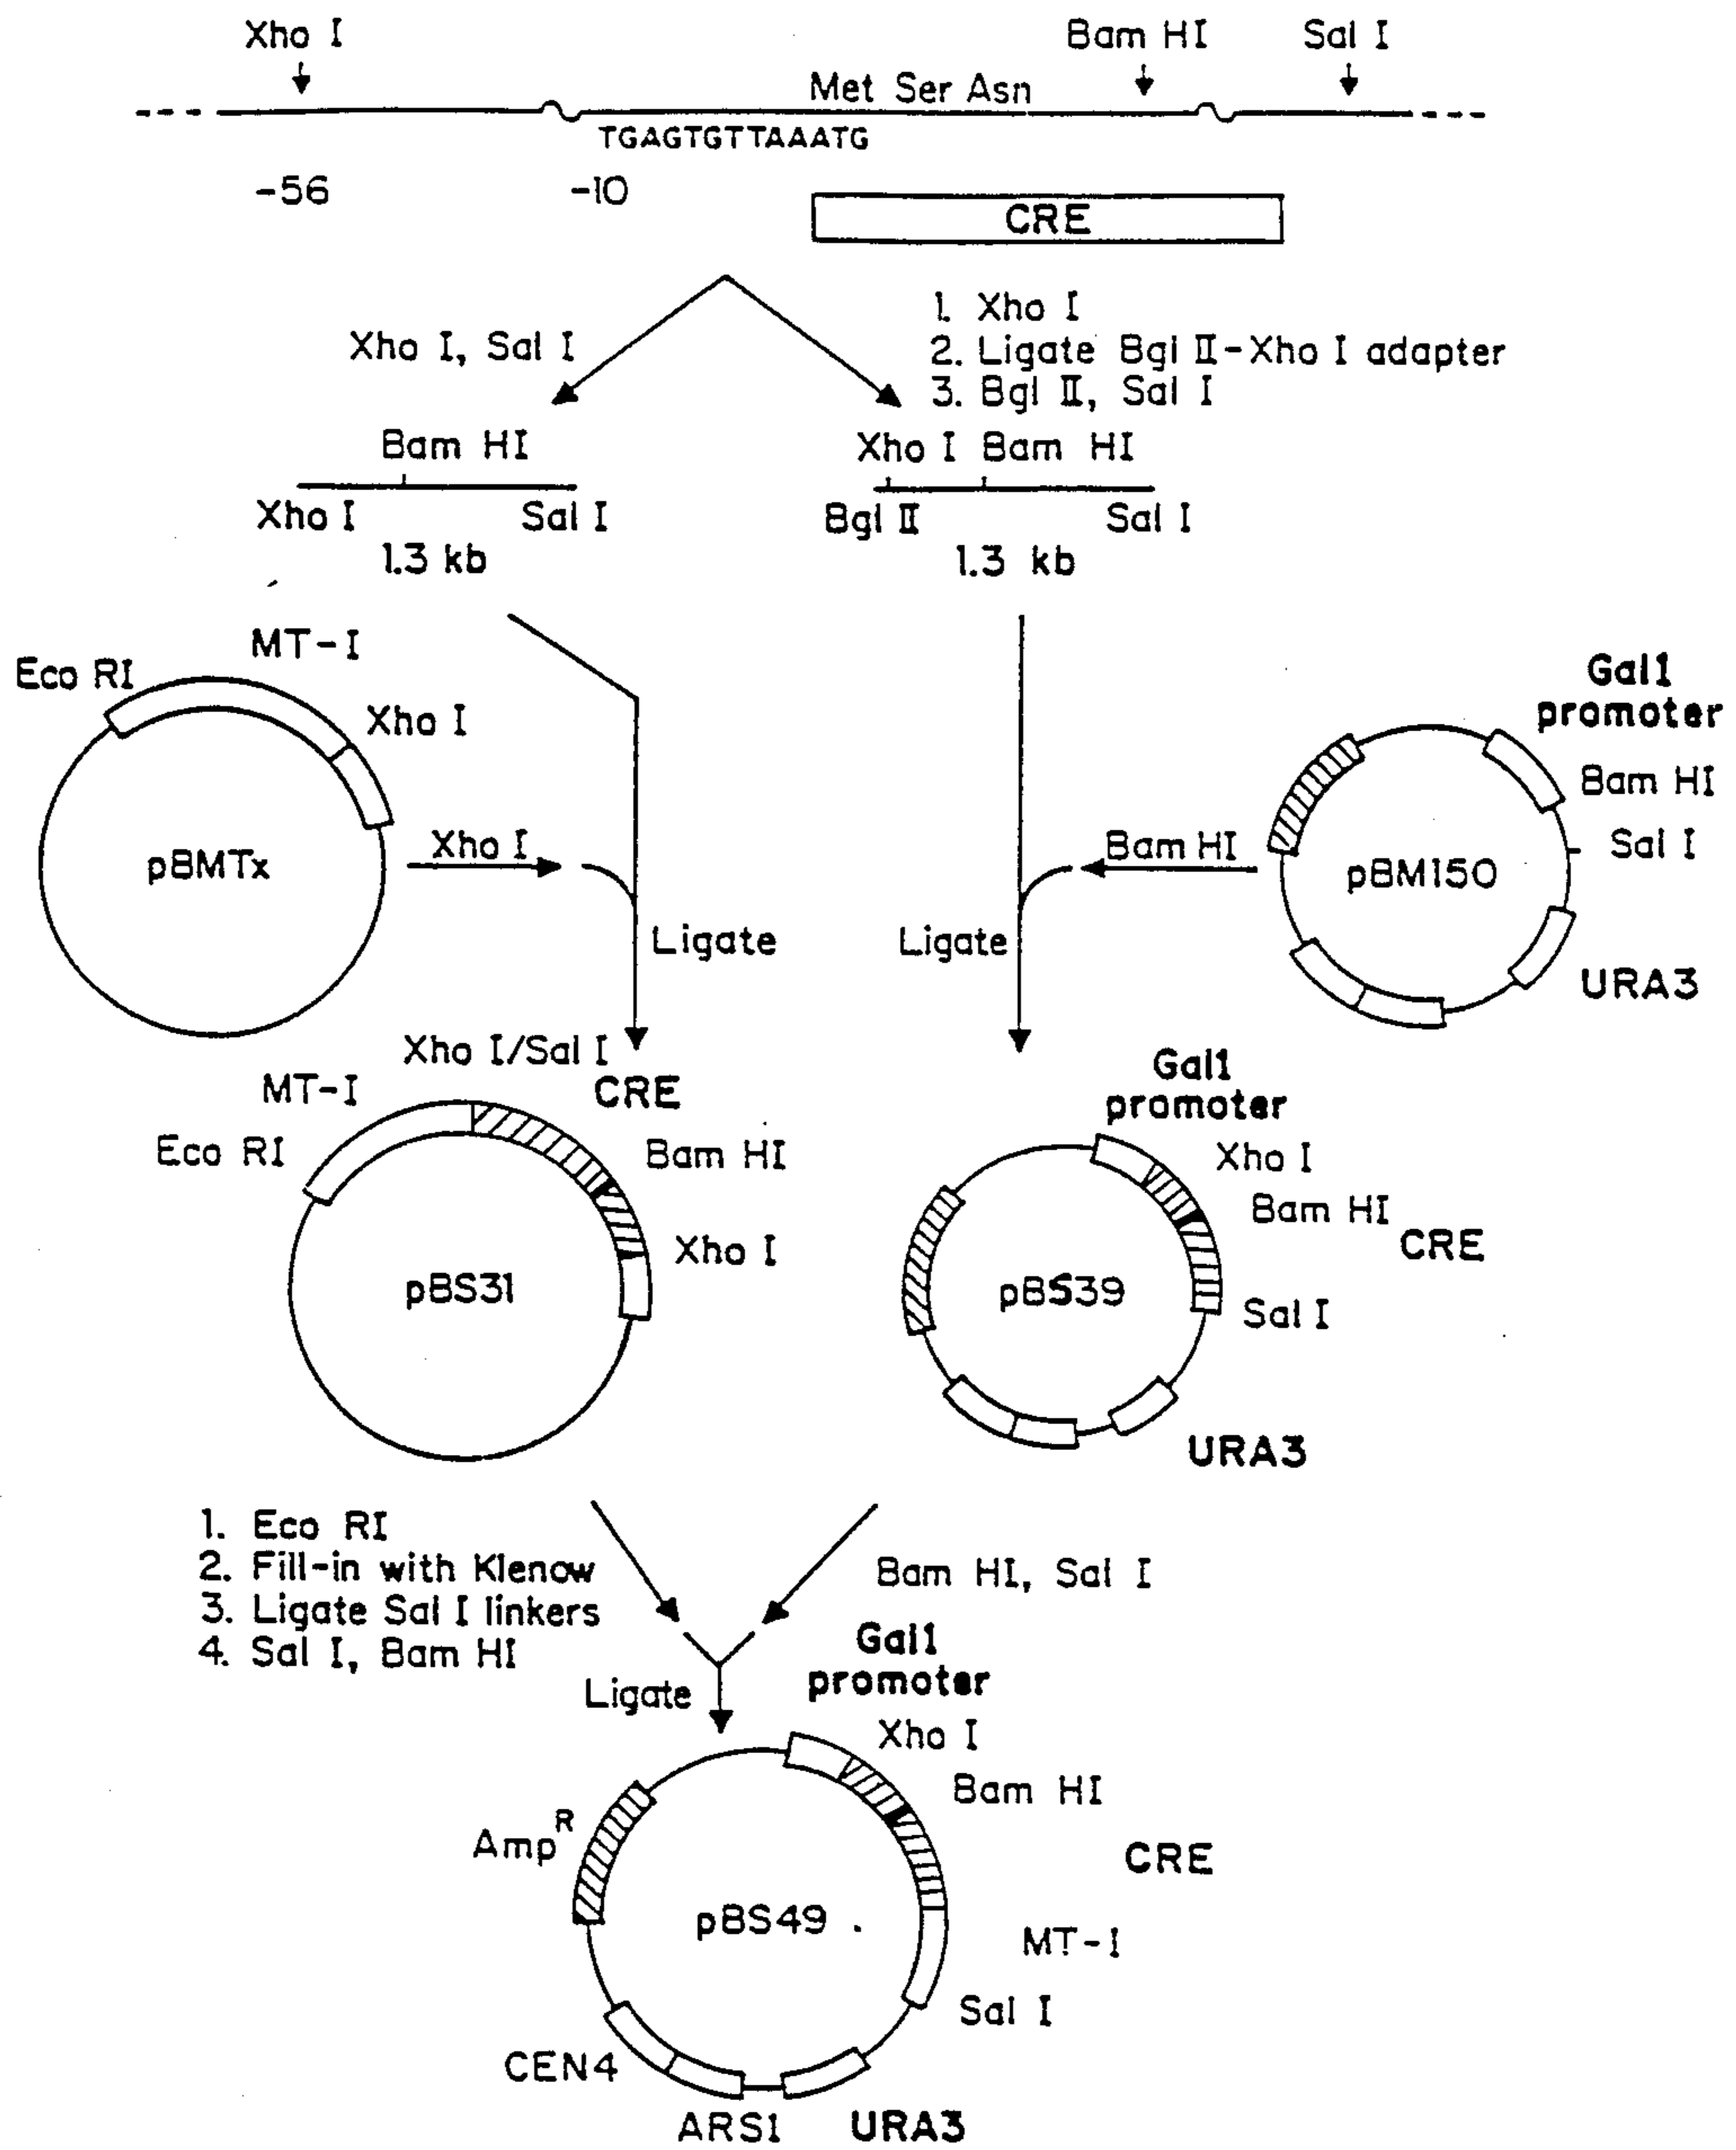 Xho I
Bam HI
Sal I
Met Ser Asn
TGAGTGTTAAATG
-56
-10
CRE
Xho I, Sal I
1. Xho I
2. Ligate Bgl II-Xho I adapter
3. Bgl II, Sal I
Bam HI
Xho I Sal I
1.3 kb
Xho I Bam HI
Bgl II Sal I
1.3 kb
MT-I
Eco RI
Xho I
pBMTx
Xho I
Ligate
Gal1
promoter
Bam HI
Sal I
pBM150
URA3
Bam HI
Ligate
Xho I/Sal I
MT-I
CRE
Eco RI
Bam HI
Xho I
pBS31
Gal1
promoter
Xho I
Bam HI
CRE
pBS39
Sal I
URA3
1. Eco RI
2. Fill-in with Klenow
3. Ligate Sal I linkers
4. Sal I, Bam HI
Bam HI, Sal I
Ligate
Gal1
promoter
Xho I
Bam HI
Amp R
CRE
pBS49
MT-I
Sal I
CEN4
ARS1
URA3